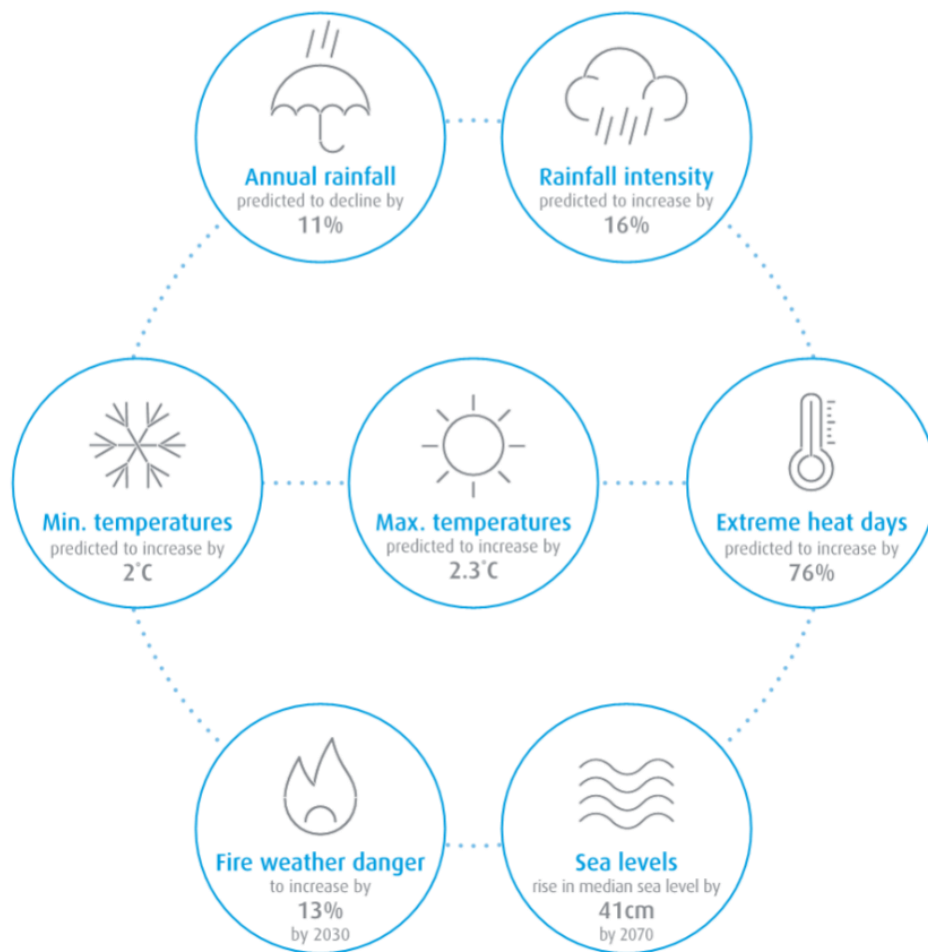 Annual rainfall
predicted to decline by
11%
Rainfall intensity
predicted to increase by
16%
Min. temperatures
predicted to increase by
2°C
Max. temperatures
predicted to increase by
2.3°C
Extreme heat days
predicted to increase by
76%
Fire weather danger
to increase by
13%
by 2030
Sea levels
rise in median sea level by
41cm
by 2070